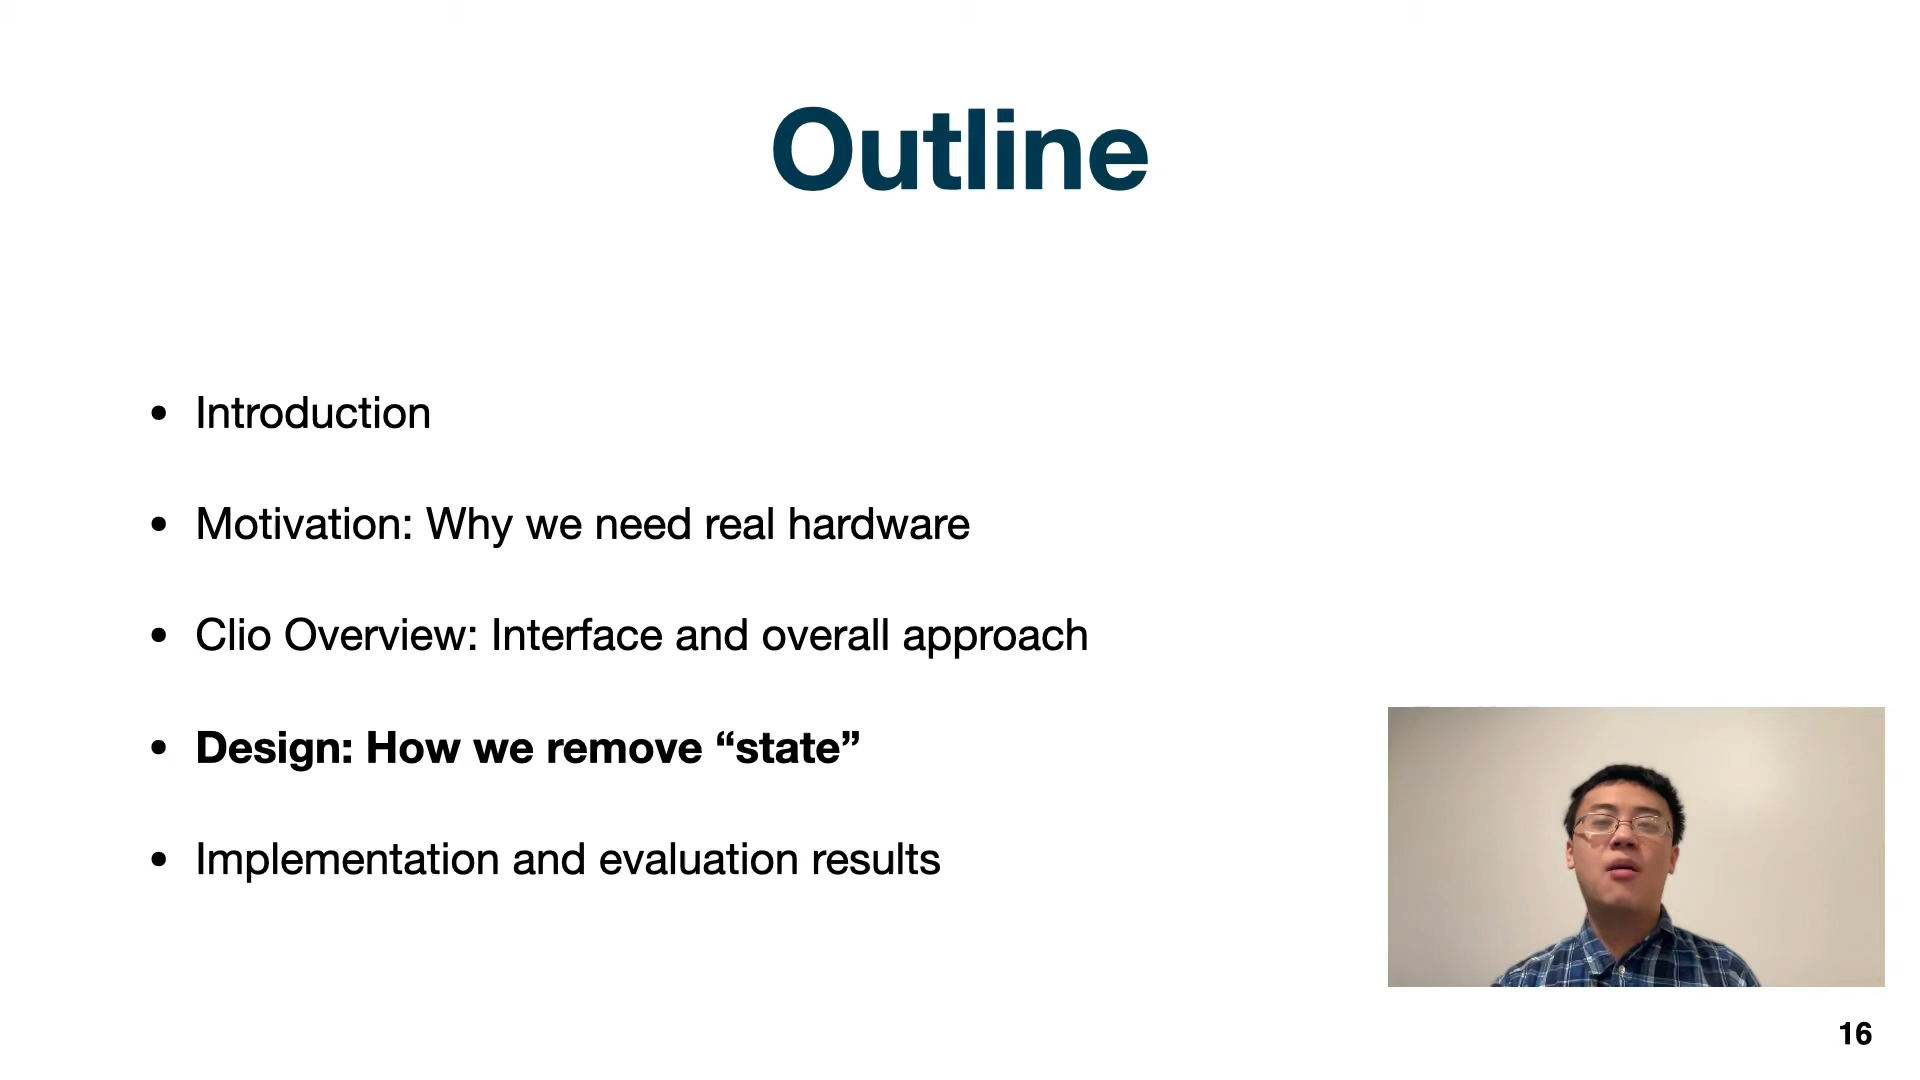 Outline
• Introduction
• Motivation: Why we need real hardware
• Clio Overview: Interface and overall approach
• Design: How we remove “state”
• Implementation and evaluation results
16